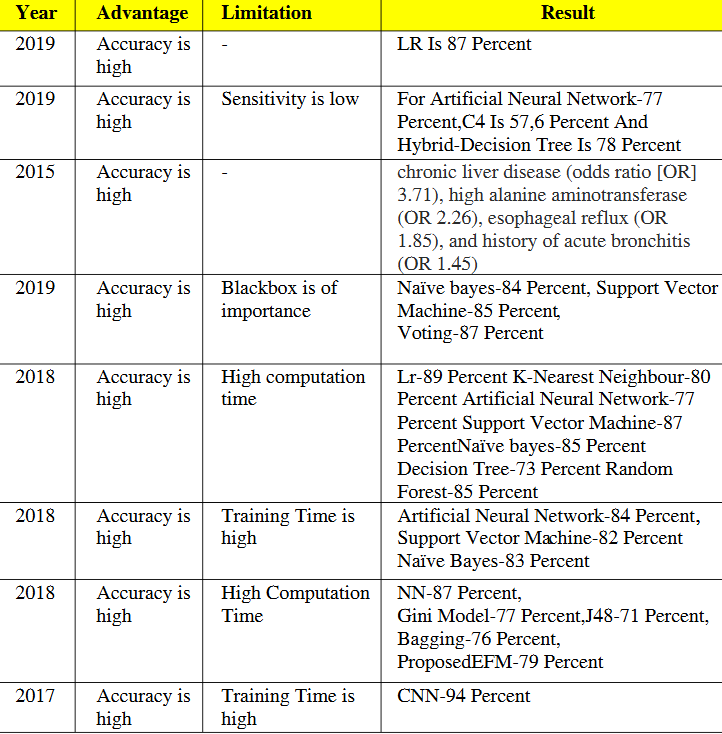 Year Advantage Limitation Result
2019 Accuracy is - LR Is 87 Percent
high
2019 Accuracy is Sensitivity is low For Artificial Neural Network-77
high Percent,C4 Is 57,6 Percent And
Hybrid-Decision Tree Is 78 Percent
2015 Accuracy is - chronic liver disease (odds ratio [OR]
high 3.71), high alanine aminotransferase
(OR 2.26), esophageal reflux (OR
1.85), and history of acute bronchitis
(OR 1.45)
2019 Accuracy is Blackbox is of Naïve bayes-84 Percent, Support Vector
high importance Machine-85 Percent,
Voting-87 Percent
2018 Accuracy is High computation Lr-89 Percent K-Nearest Neighbour-80
high time Percent Artificial Neural Network-77
Percent Support Vector Machine-87
PercentNaïve bayes-85 Percent
Decision Tree-73 Percent Random
Forest-85 Percent
2018 Accuracy is Training Time is Artificial Neural Network-84 Percent,
high high Support Vector Machine-82 Percent
Naïve Bayes-83 Percent
2018 Accuracy is High Computation NN-87 Percent,
high Time Gini Model-77 Percent,J48-71 Percent,
Bagging-76 Percent,
ProposedEFM-79 Percent
2017 Accuracy is Training Time is CNN-94 Percent
high high